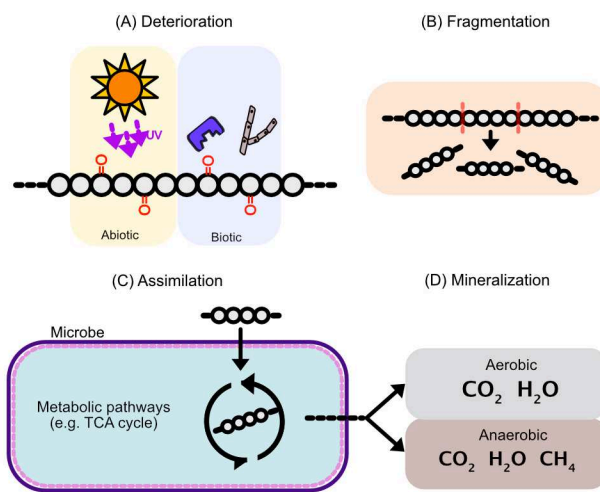 (A) Deterioration
(B) Fragmentation
UV
O
O
O
O
Abiotic
Biotic
(C) Assimilation
(D) Mineralization
Microbe
Metabolic pathways
(e.g. TCA cycle)
Aerobic
CO₂ H₂O
Anaerobic
CO₂ H₂O CH₄